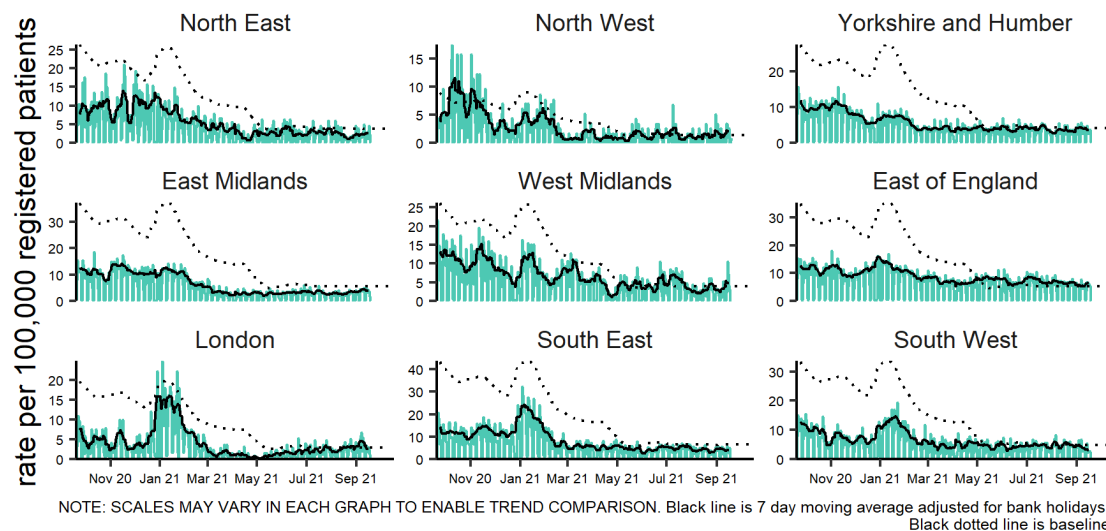 rate per 100,000 registered patients
North East
25
20
15
10
5
0
North West
15
10
5
0
Yorkshire and Humber
20
10
0
East Midlands
30
20
10
0
West Midlands
25
20
15
10
5
0
East of England
30
20
10
0
London
20
15
10
5
0
Nov 20 Jan 21 Mar 21 May 21 Jul 21 Sep 21
South East
40
30
20
10
0
Nov 20 Jan 21 Mar 21 May 21 Jul 21 Sep 21
South West
30
20
10
0
Nov 20 Jan 21 Mar 21 May 21 Jul 21 Sep 21
NOTE: SCALES MAY VARY IN EACH GRAPH TO ENABLE TREND COMPARISON. Black line is 7 day moving average adjusted for bank holidays
Black dotted line is baseline